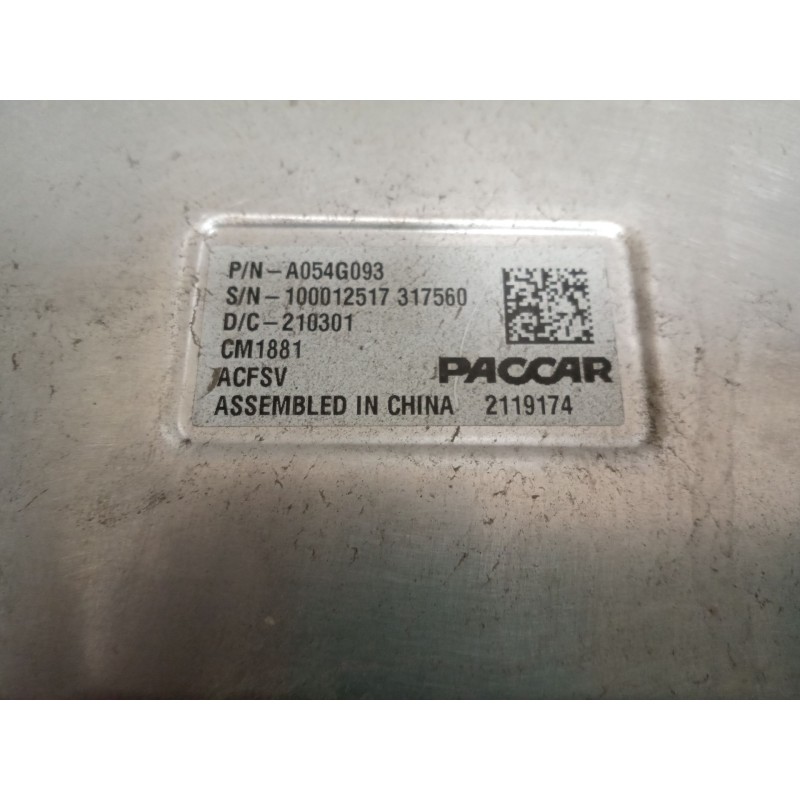 P/N-A054G093
S/N-100012517 317560
D/C-210301
CM1881
ACFSV
PACCAR
ASSEMBLED IN CHINA 2119174